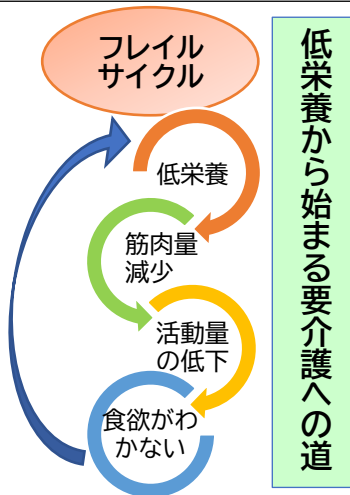 フレイル
サイクル
低栄養
筋肉量
減少
活動量
の低下
食欲がわ
かない
低栄養から始まる要介護への道